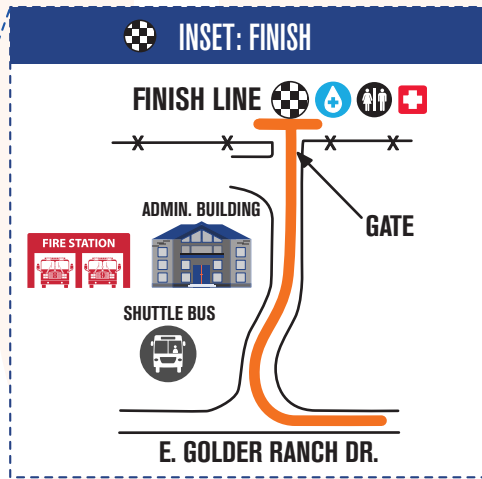 INSET: FINISH
FINISH LINE
GATE
ADMIN. BUILDING
FIRE STATION
SHUTTLE BUS
E. GOLDER RANCH DR.